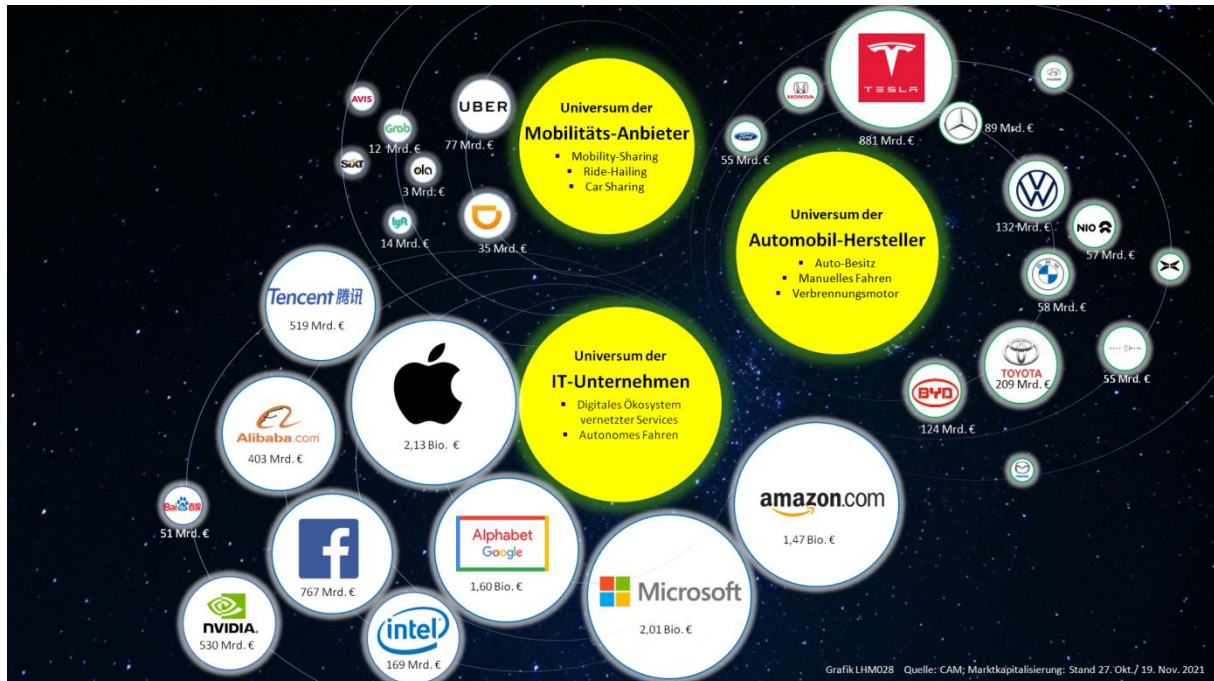 AVIS
Grab
12 Mrd. €
SIXT
ola
3 Mrd. €
lyft
14 Mrd. €
UBER
77 Mrd. €
35 Mrd. €
Universum der
Mobilitäts-Anbieter
▪ Mobility-Sharing
▪ Ride-Hailing
▪ Car Sharing
HONDA
Ford
55 Mrd. €
TESLA
881 Mrd. €
89 Mrd. €
132 Mrd. €
NIO
57 Mrd. €
58 Mrd. €
55 Mrd. €
TOYOTA
209 Mrd. €
BYD
124 Mrd. €
Universum der
Automobil-Hersteller
▪ Auto-Besitz
▪ Manuelles Fahren
▪ Verbrennungsmotor
Universum der
IT-Unternehmen
▪ Digitales Ökosystem
vernetzter Services
▪ Autonomes Fahren
Tencent 腾讯
519 Mrd. €
2,13 Bio. €
Alibaba.com
403 Mrd. €
Bai 百度
51 Mrd. €
767 Mrd. €
Alphabet
Google
1,60 Bio. €
amazon.com
1,47 Bio. €
Microsoft
2,01 Bio. €
NVIDIA.
530 Mrd. €
intel
169 Mrd. €
Grafik LHM028 Quelle: CAM; Marktkapitalisierung: Stand 27. Okt./ 19. Nov. 2021